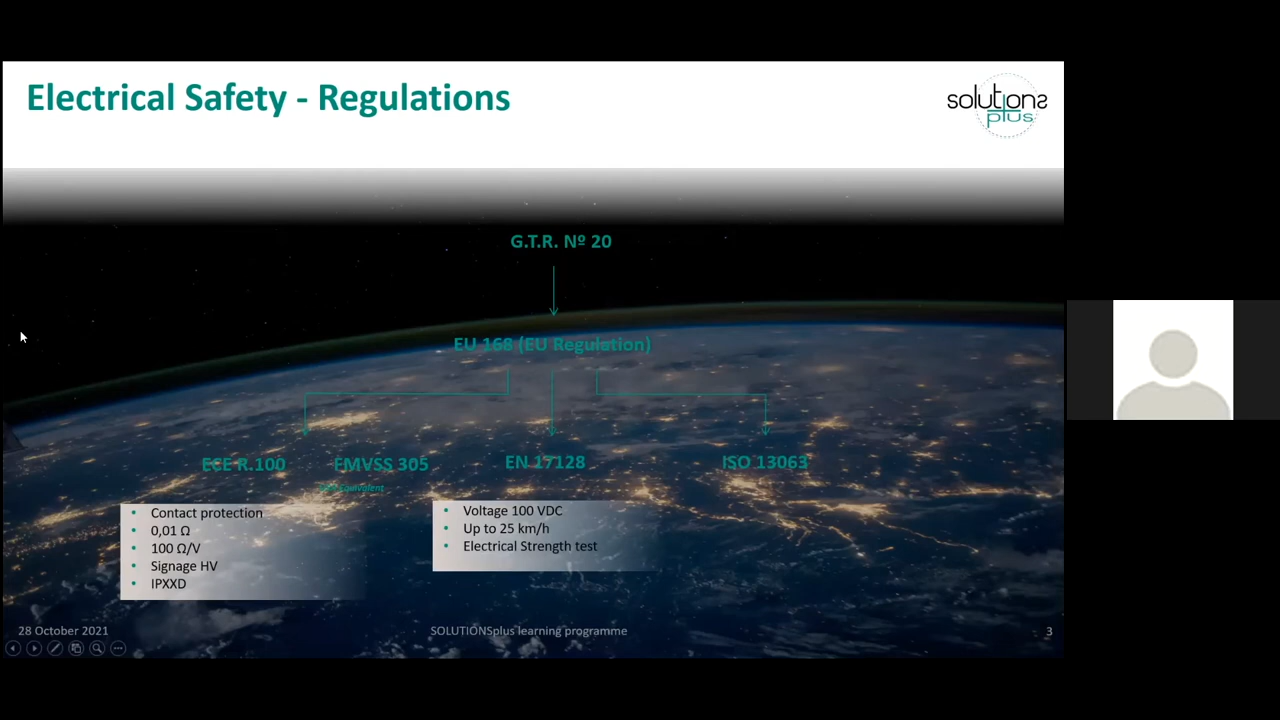 Electrical Safety - Regulations
solutions
plus
G.T.R. Nº 20
EU 168 (EU Regulation)
ECE R.100
FMVSS 305
EN 17128
ISO 13063
• Contact protection
• 0,01 Ω
• 100 Ω/V
• Signage HV
• IPXXD
• Voltage 100 VDC
• Up to 25 km/h
• Electrical Strength test
28 October 2021
SOLUTIONSplus learning programme
3